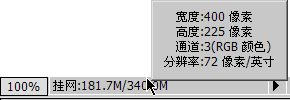 宽度:400 像素
高度:225 像素
通道:3(RGB 颜色)
分辨率:72 像素/英寸
100% 挂网:181.7M/340.0M